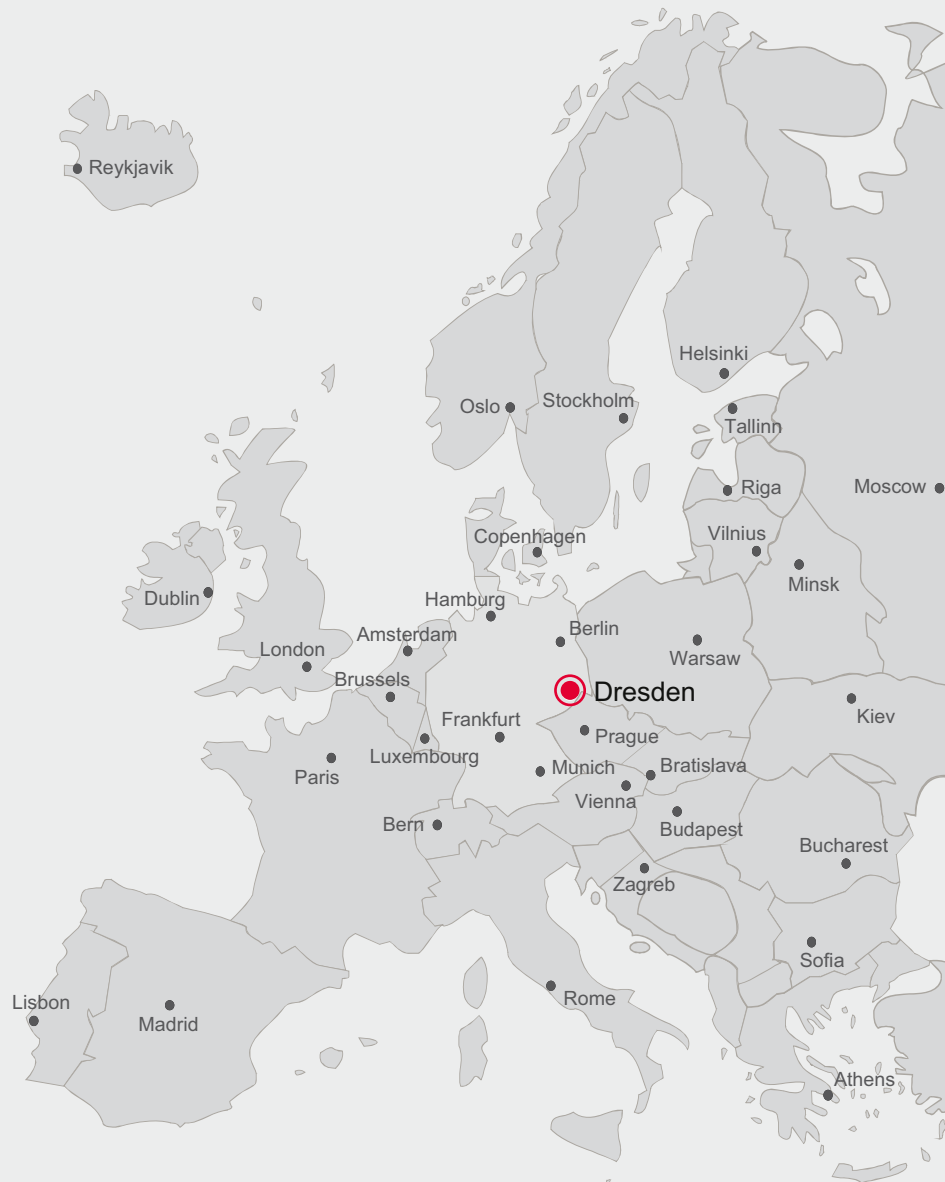 Reykjavik
Helsinki
Oslo
Stockholm
Tallinn
Riga
Moscow
Copenhagen
Vilnius
Minsk
Dublin
Hamburg
Berlin
Amsterdam
London
Warsaw
Brussels
Dresden
Kiev
Frankfurt
Prague
Luxembourg
Paris
Munich
Bratislava
Vienna
Bern
Budapest
Bucharest
Zagreb
Sofia
Lisbon
Rome
Madrid
Athens